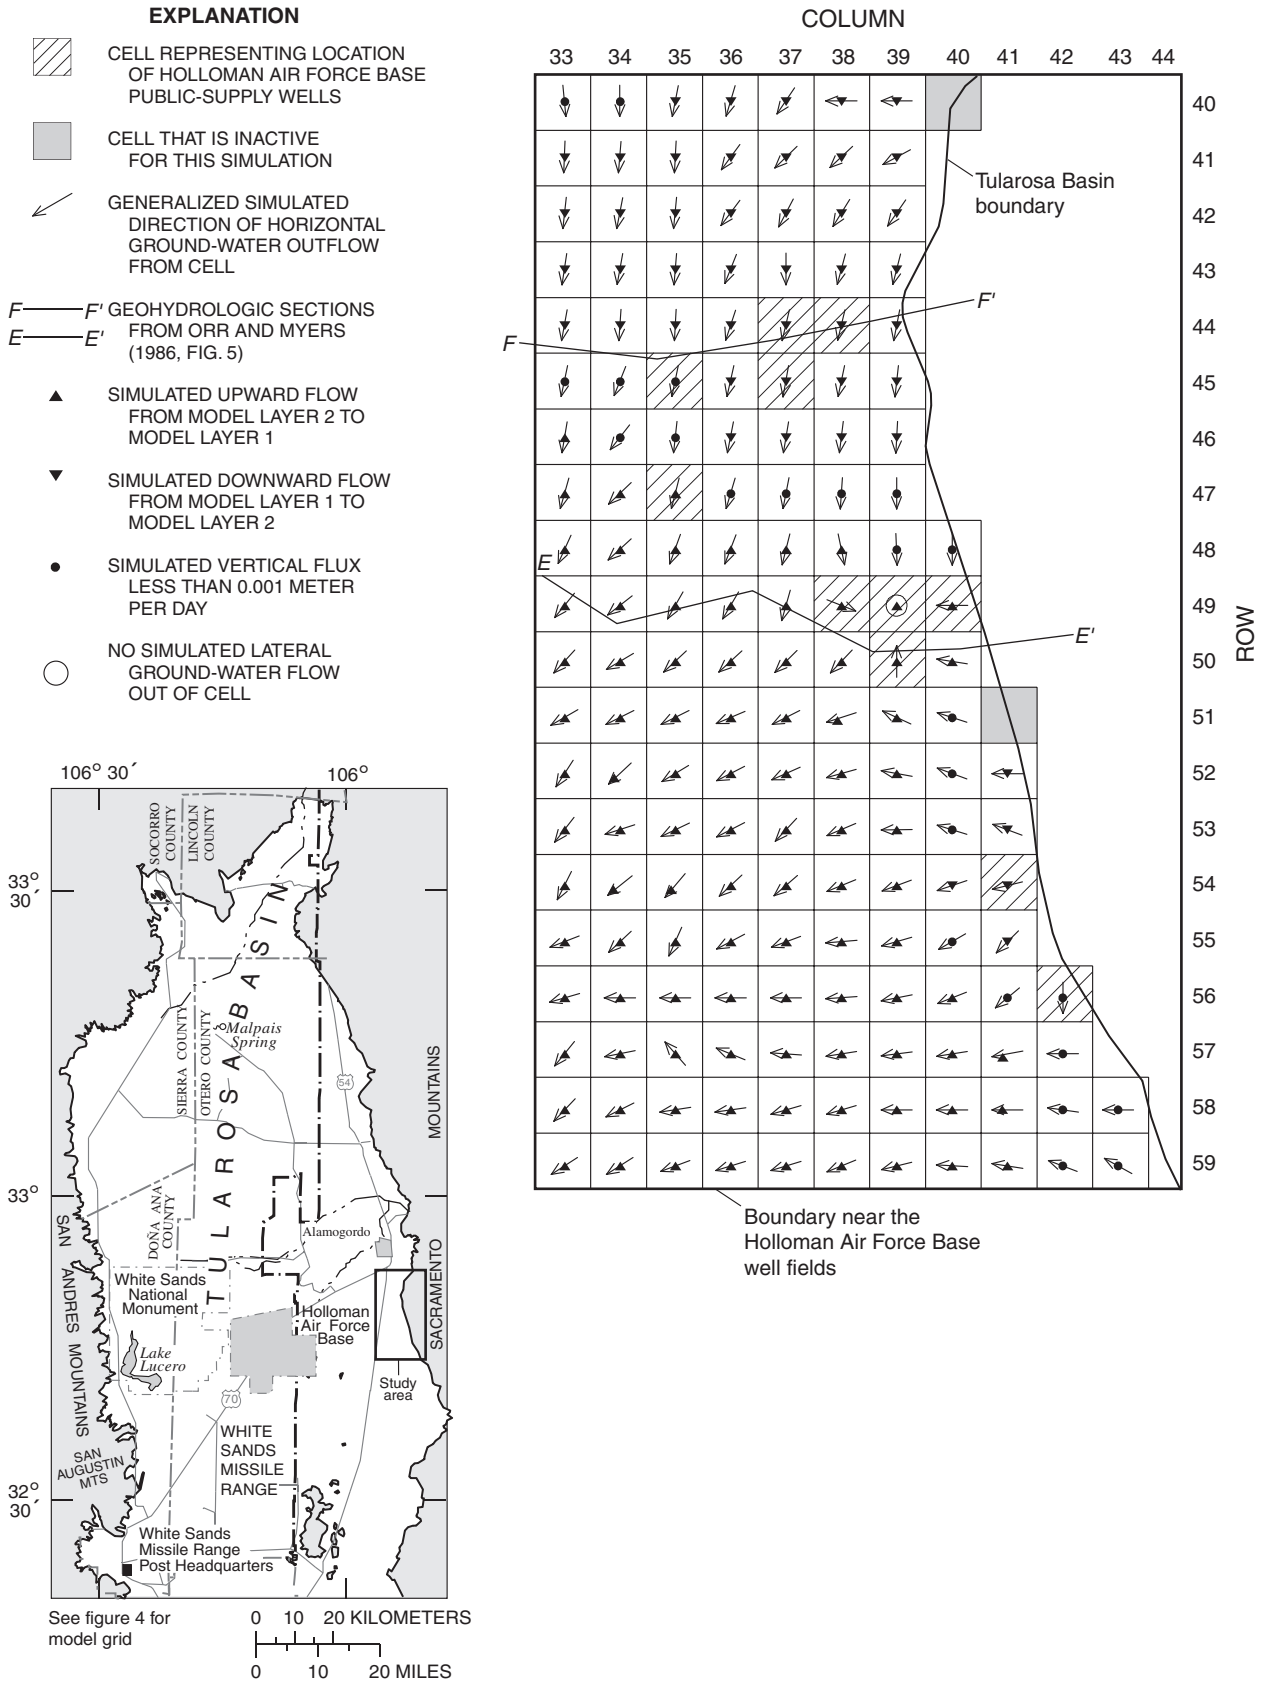 EXPLANATION
CELL REPRESENTING LOCATION
OF HOLLOMAN AIR FORCE BASE
PUBLIC-SUPPLY WELLS
CELL THAT IS INACTIVE
FOR THIS SIMULATION
GENERALIZED SIMULATED
DIRECTION OF HORIZONTAL
GROUND-WATER OUTFLOW
FROM CELL
F F' GEOHYDROLOGIC SECTIONS
E E' FROM ORR AND MYERS
(1986, FIG. 5)
SIMULATED UPWARD FLOW
FROM MODEL LAYER 2 TO
MODEL LAYER 1
SIMULATED DOWNWARD FLOW
FROM MODEL LAYER 1 TO
MODEL LAYER 2
SIMULATED VERTICAL FLUX
LESS THAN 0.001 METER
PER DAY
NO SIMULATED LATERAL
GROUND-WATER FLOW
OUT OF CELL
COLUMN
33 34 35 36 37 38 39 40 41 42 43 44
40
41
42
43
44
45
46
47
48
49
50
51
52
53
54
55
56
57
58
59
ROW
Tularosa Basin
boundary
F
F'
E
E'
Boundary near the
Holloman Air Force Base
well fields
106° 30´
106°
33°
30´
33°
32°
30´
SOCORRO
COUNTY
LINCOLN
COUNTY
TULAROSA BASIN
Malpais
Spring
SIERRA COUNTY
OTERO COUNTY
54
MOUNTAINS
DOÑA ANA
COUNTY
SAN
ANDRES MOUNTAINS
Alamogordo
SACRAMENTO
White Sands
National
Monument
Holloman
Air Force
Base
Lake
Lucero
Study
area
70
WHITE
SANDS
MISSILE
RANGE
SAN
AUGUSTIN
MTS
White Sands
Missile Range
Post Headquarters
See figure 4 for
model grid
0 10 20 KILOMETERS
0 10 20 MILES